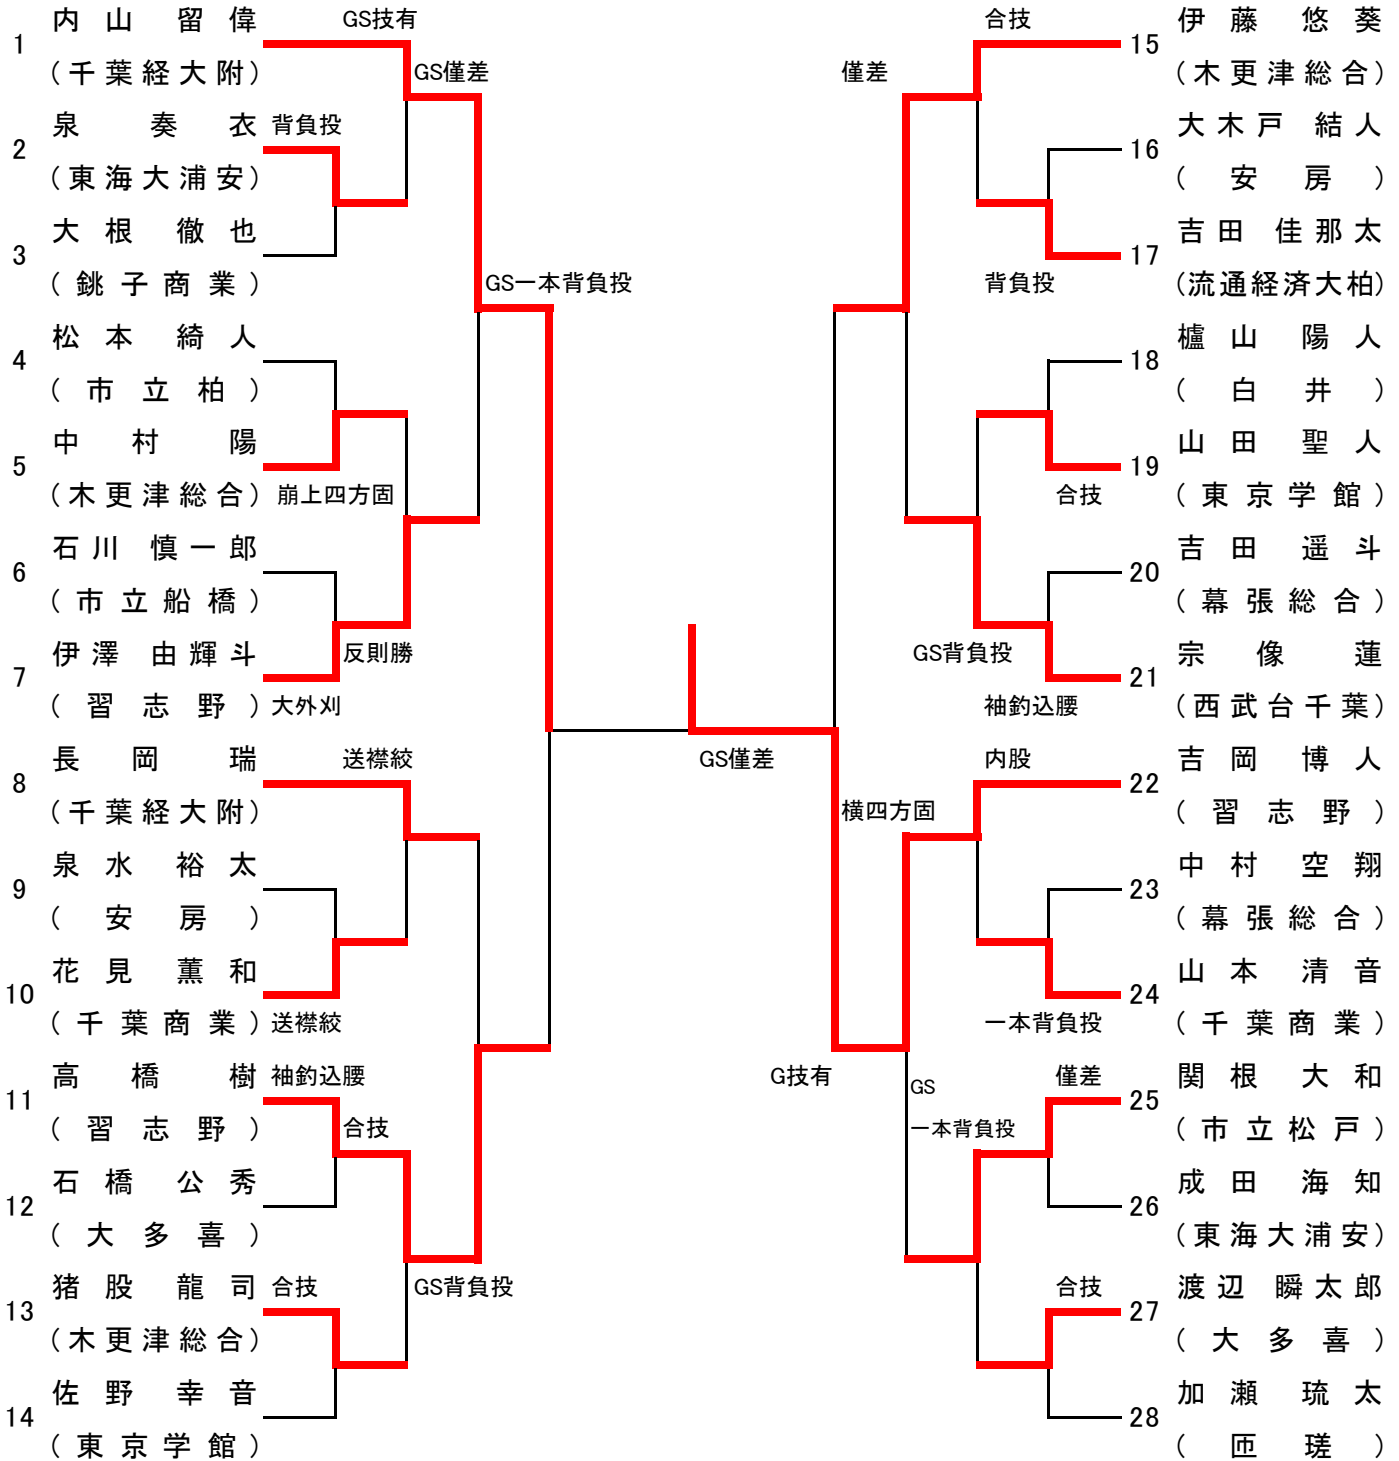 1 内山 留偉
(千葉経大附)
2 泉 奏衣
(東海大浦安)
3 大根 徹也
(銚子商業)
4 松本 綺人
(市立柏)
5 中村 陽
(木更津総合)
6 石川 慎一郎
(市立船橋)
7 伊澤 由輝斗
(習志野)
8 長岡 瑞
(千葉経大附)
9 泉水 裕太
(安房)
10 花見 薫和
(千葉商業)
11 高橋 樹
(習志野)
12 石橋 公秀
(大多喜)
13 猪股 龍司
(木更津総合)
14 佐野 幸音
(東京学館)
GS技有
GS僅差
背負投
GS一本背負投
崩上四方固
反則勝
大外刈
送襟絞
送襟絞
袖釣込腰
合技
合技
GS背負投
GS僅差
合技
僅差
背負投
合技
GS背負投
袖釣込腰
内股
横四方固
一本背負投
G技有
GS
一本背負投
僅差
合技
15 伊藤 悠葵
(木更津総合)
16 大木戸 結人
(安房)
17 吉田 佳那太
(流通経済大柏)
18 櫨山 陽人
(白井)
19 山田 聖人
(東京学館)
20 吉田 遥斗
(幕張総合)
21 宗像 蓮
(西武台千葉)
22 吉岡 博人
(習志野)
23 中村 空翔
(幕張総合)
24 山本 清音
(千葉商業)
25 関根 大和
(市立松戸)
26 成田 海知
(東海大浦安)
27 渡辺 瞬太郎
(大多喜)
28 加瀬 琉太
(匝瑳)